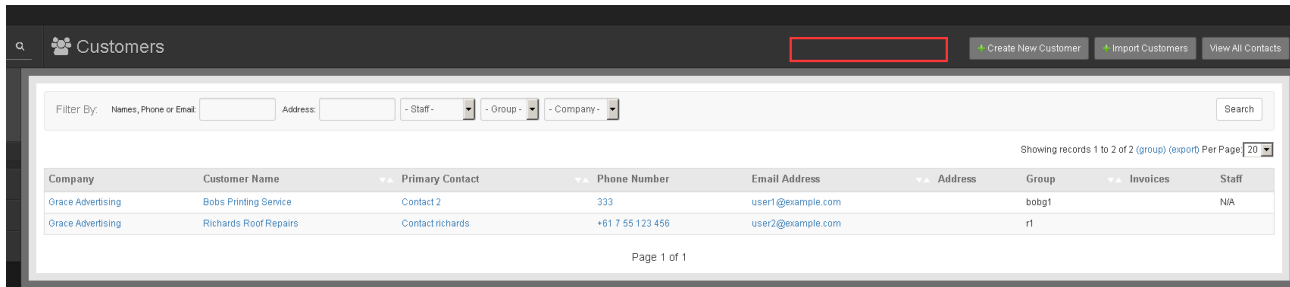 Customers
Create New Customer Import Customers View All Contacts
Filter By: Names, Phone or Email: Address: - Staff - - Group - - Company - Search
Showing records 1 to 2 of 2 (group) (export) Per Page: 20
Company Customer Name Primary Contact Phone Number Email Address Address Group Invoices Staff
Grace Advertising Bobs Printing Service Contact 2 333 user1@example.com bobg1 N/A
Grace Advertising Richards Roof Repairs Contact richards +61 7 55 123 456 user2@example.com r1
Page 1 of 1